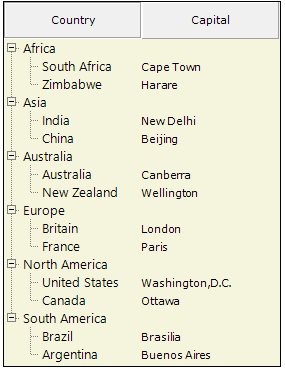 Country Capital
Africa
South Africa Cape Town
Zimbabwe Harare
Asia
India New Delhi
China Beijing
Australia
Australia Canberra
New Zealand Wellington
Europe
Britain London
France Paris
North America
United States Washington,D.C.
Canada Ottawa
South America
Brazil Brasilia
Argentina Buenos Aires